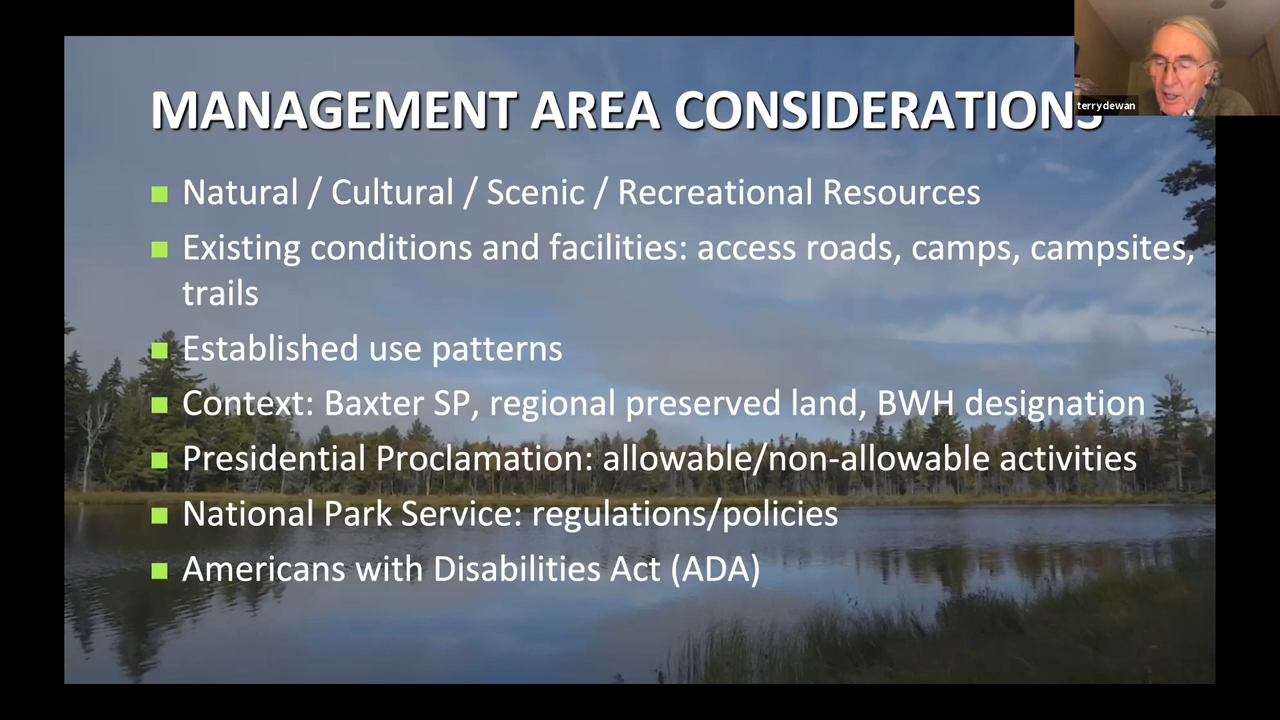 MANAGEMENT AREA CONSIDERATIONS
terrydewan
■ Natural / Cultural / Scenic / Recreational Resources
■ Existing conditions and facilities: access roads, camps, campsites,
trails
■ Established use patterns
■ Context: Baxter SP, regional preserved land, BWH designation
■ Presidential Proclamation: allowable/non-allowable activities
■ National Park Service: regulations/policies
■ Americans with Disabilities Act (ADA)